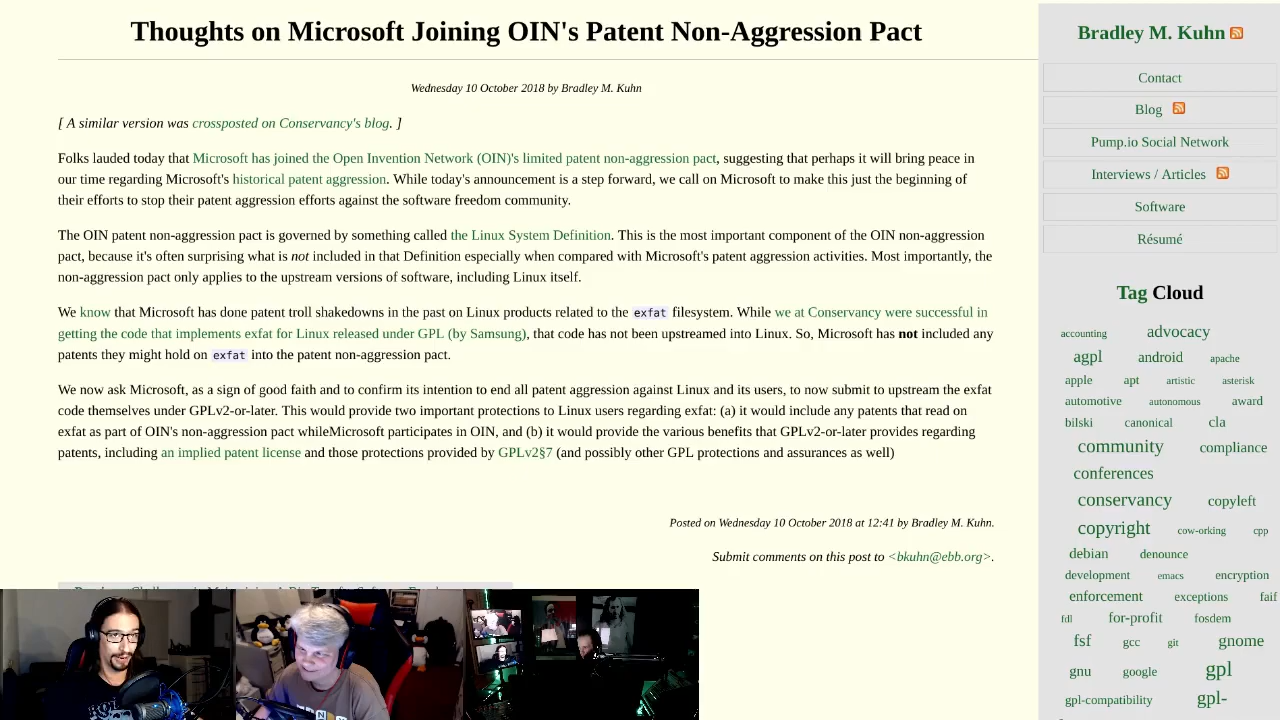 Thoughts on Microsoft Joining OIN's Patent Non-Aggression Pact
Wednesday 10 October 2018 by Bradley M. Kuhn
[ A similar version was crossposted on Conservancy's blog. ]
Folks lauded today that Microsoft has joined the Open Invention Network (OIN)'s limited patent non-aggression pact, suggesting that perhaps it will bring peace in
our time regarding Microsoft's historical patent aggression. While today's announcement is a step forward, we call on Microsoft to make this just the beginning of
their efforts to stop their patent aggression efforts against the software freedom community.
The OIN patent non-aggression pact is governed by something called the Linux System Definition. This is the most important component of the OIN non-aggression
pact, because it's often surprising what is not included in that Definition especially when compared with Microsoft's patent aggression activities. Most importantly, the
non-aggression pact only applies to the upstream versions of software, including Linux itself.
We know that Microsoft has done patent troll shakedowns in the past on Linux products related to the exfat filesystem. While we at Conservancy were successful in
getting the code that implements exfat for Linux released under GPL (by Samsung), that code has not been upstreamed into Linux. So, Microsoft has not included any
patents they might hold on exfat into the patent non-aggression pact.
We now ask Microsoft, as a sign of good faith and to confirm its intention to end all patent aggression against Linux and its users, to now submit to upstream the exfat
code themselves under GPLv2-or-later. This would provide two important protections to Linux users regarding exfat: (a) it would include any patents that read on
exfat as part of OIN's non-aggression pact whileMicrosoft participates in OIN, and (b) it would provide the various benefits that GPLv2-or-later provides regarding
patents, including an implied patent license and those protections provided by GPLv2§7 (and possibly other GPL protections and assurances as well)
Posted on Wednesday 10 October 2018 at 12:41 by Bradley M. Kuhn.
Submit comments on this post to <bkuhn@ebb.org>.
Bradley M. Kuhn
Contact
Blog
Pump.io Social Network
Interviews / Articles
Software
Résumé
Tag Cloud
accounting advocacy
agpl android apache
apple apt artistic asterisk
automotive autonomous award
bilski canonical cla
community compliance
conferences
conservancy copyleft
copyright cow-orking cpp
debian denounce
development emacs encryption
enforcement exceptions faif
fdl for-profit fosdem
fsf gcc git gnome
gnu google gpl
gpl-compatibility gpl-